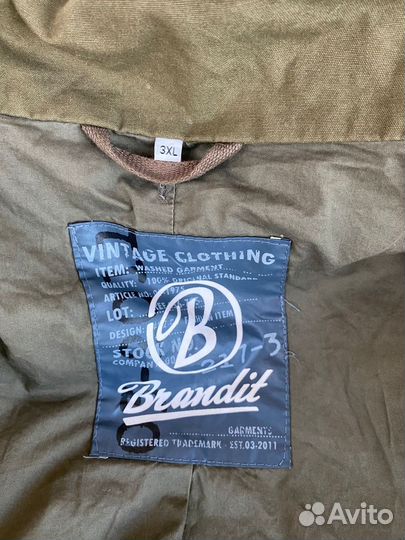 3XL
VINTAGE CLOTHING
ITEM: WASHED GARMENT
QUALITY: 100% ORIGINAL STANDARD
ARTICLE NO:
LOT:
DESIGN: ITEM
B
COMPANY
Brandit
GARMENTS
REGISTERED TRADEMARK - EST.03-2011
Avito